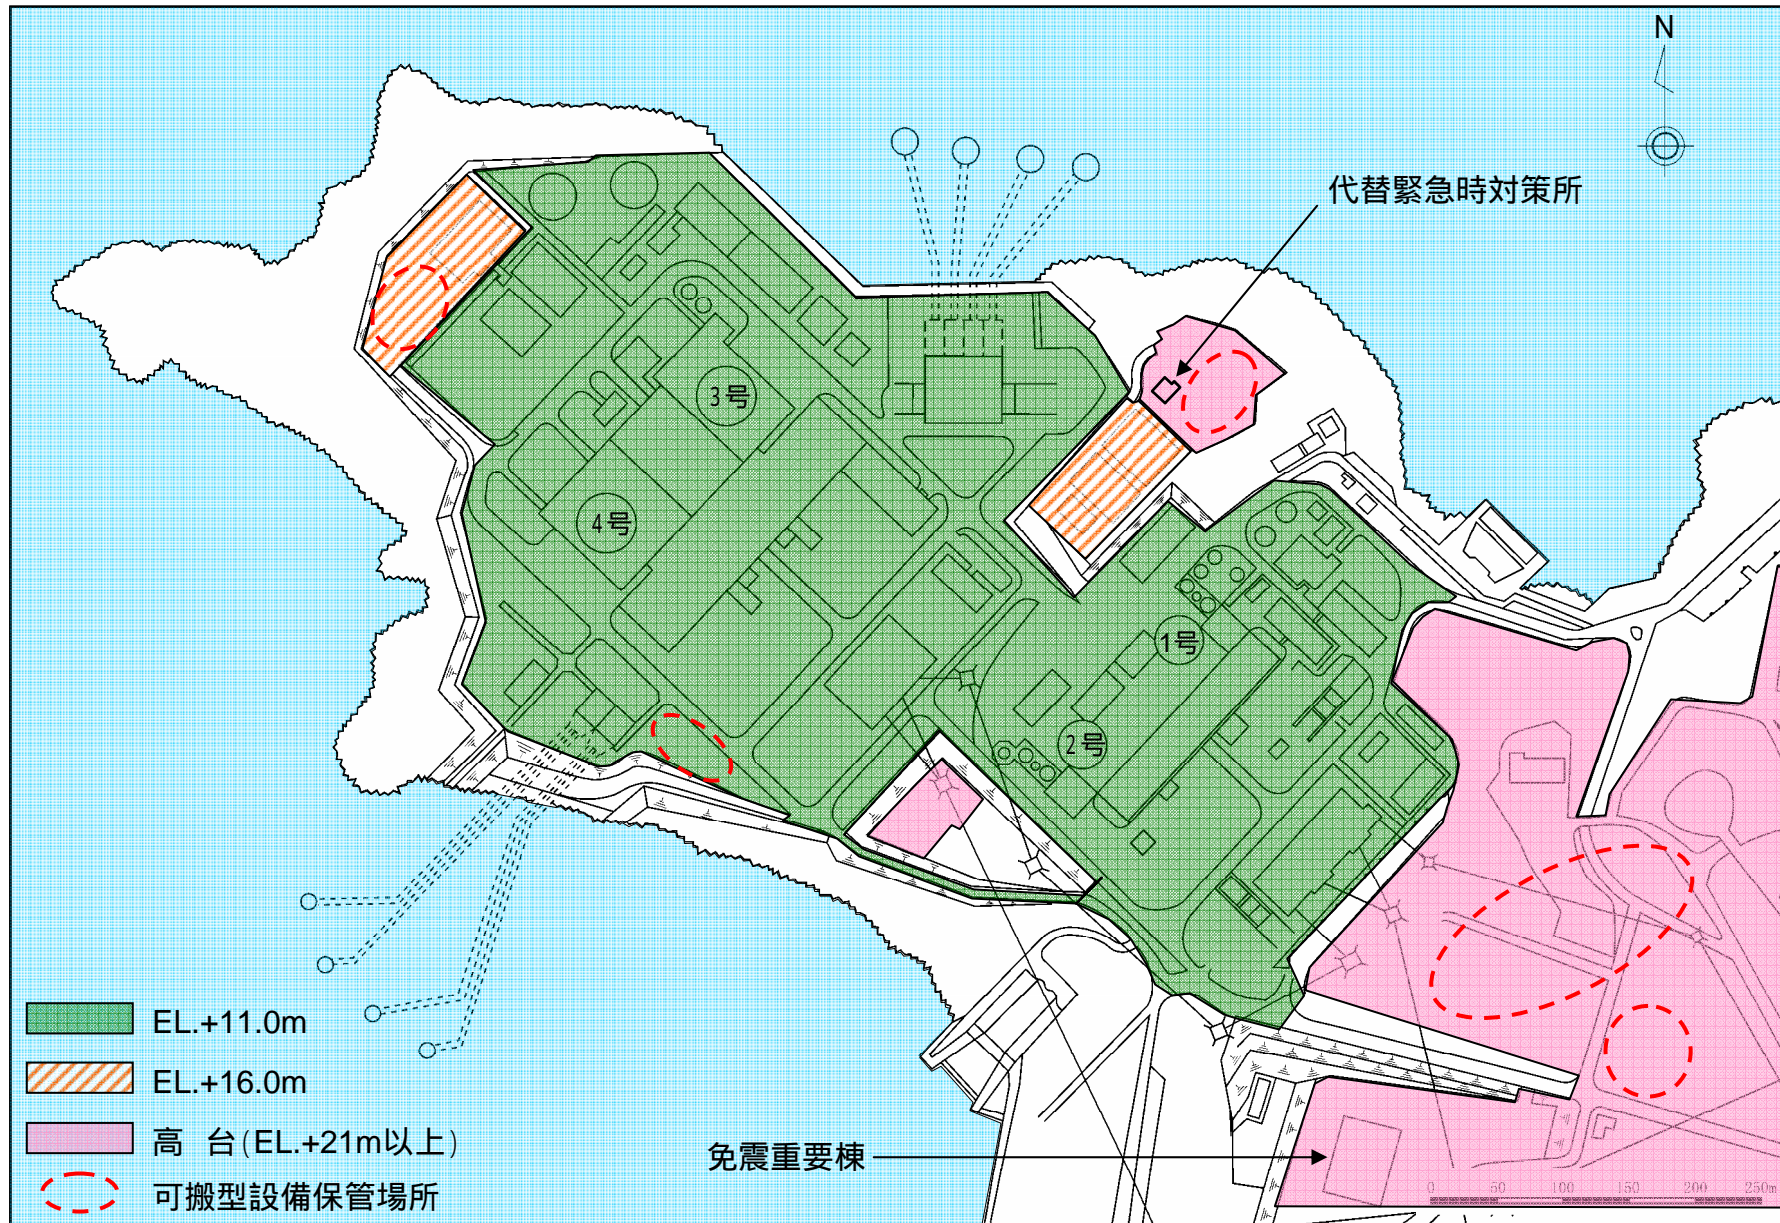 N
代替緊急時対策所
3号
4号
1号
2号
EL.+11.0m
EL.+16.0m
高 台(EL.+21m以上)
可搬型設備保管場所
免震重要棟
0 50 100 150 200 250m